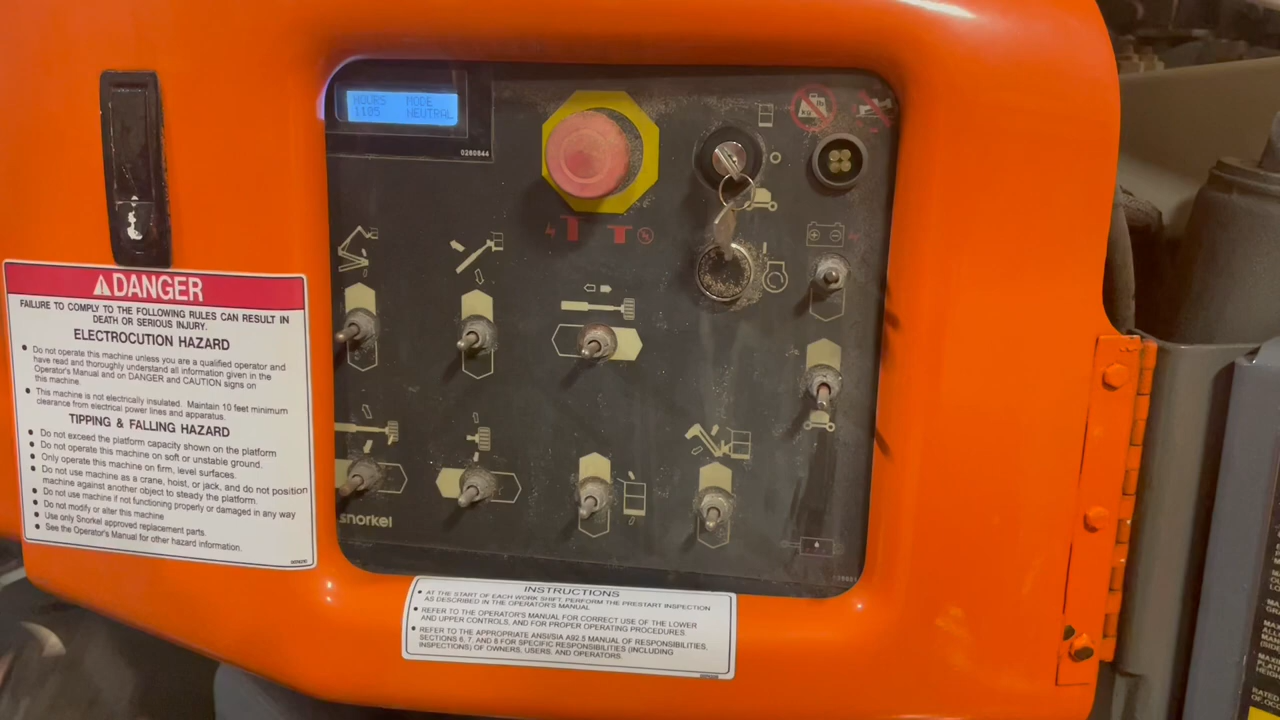 HOURS MODE
1105 NEUTRAL
0260844
kg lb
DANGER
FAILURE TO COMPLY TO THE FOLLOWING RULES CAN RESULT IN
DEATH OR SERIOUS INJURY.
ELECTROCUTION HAZARD
• Do not operate this machine unless you are a qualified operator and
have read and thoroughly understand all information given in the
Operator's Manual and on DANGER and CAUTION signs on
this machine.
• This machine is not electrically insulated. Maintain 10 feet minimum
clearance from electrical power lines and apparatus.
TIPPING & FALLING HAZARD
• Do not exceed the platform capacity shown on the platform
• Do not operate this machine on soft or unstable ground.
• Only operate this machine on firm, level surfaces.
• Do not use machine as a crane, hoist, or jack, and do not position
machine against another object to steady the platform.
• Do not use machine if not functioning properly or damaged in any way
• Do not modify or alter this machine
• Use only Snorkel approved replacement parts.
• See the Operator's Manual for other hazard information.
snorkel
INSTRUCTIONS
• AT THE START OF EACH WORK SHIFT, PERFORM THE PRESTART INSPECTION
AS DESCRIBED IN THE OPERATOR'S MANUAL
• REFER TO THE OPERATOR'S MANUAL FOR CORRECT USE OF THE LOWER
AND UPPER CONTROLS, AND FOR PROPER OPERATING PROCEDURES.
• REFER TO THE APPROPRIATE ANSI/SIA A92.5 MANUAL OF RESPONSIBILITIES,
SECTIONS 6, 7, AND 8 FOR SPECIFIC RESPONSIBILITIES (INCLUDING
INSPECTIONS) OF OWNERS, USERS, AND OPERATORS.
RATED